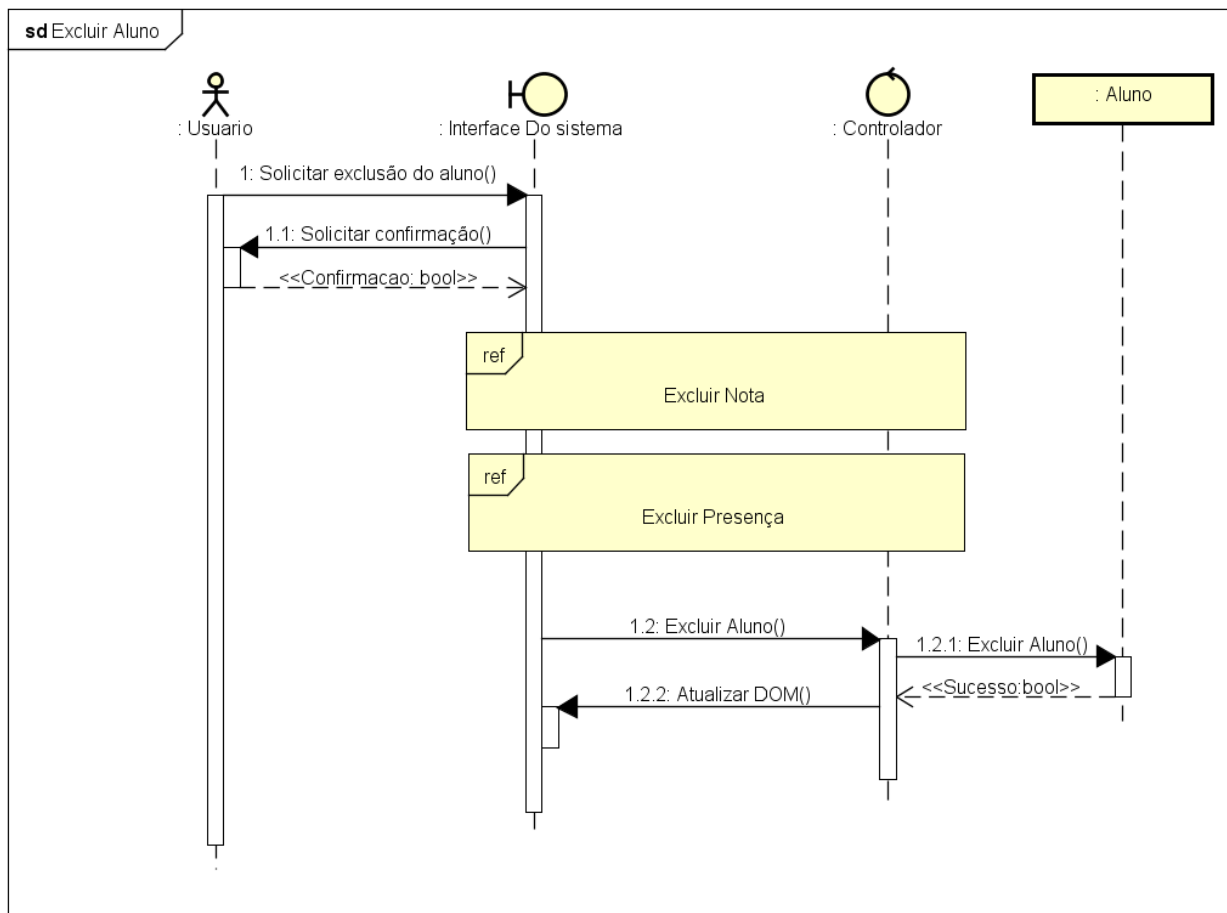 sd Excluir Aluno
: Usuario
: Interface Do sistema
: Controlador
: Aluno
1: Solicitar exclusão do aluno()
1.1: Solicitar confirmação()
<<Confirmacao: bool>>
ref
Excluir Nota
ref
Excluir Presença
1.2: Excluir Aluno()
1.2.1: Excluir Aluno()
<<Sucesso:bool>>
1.2.2: Atualizar DOM()